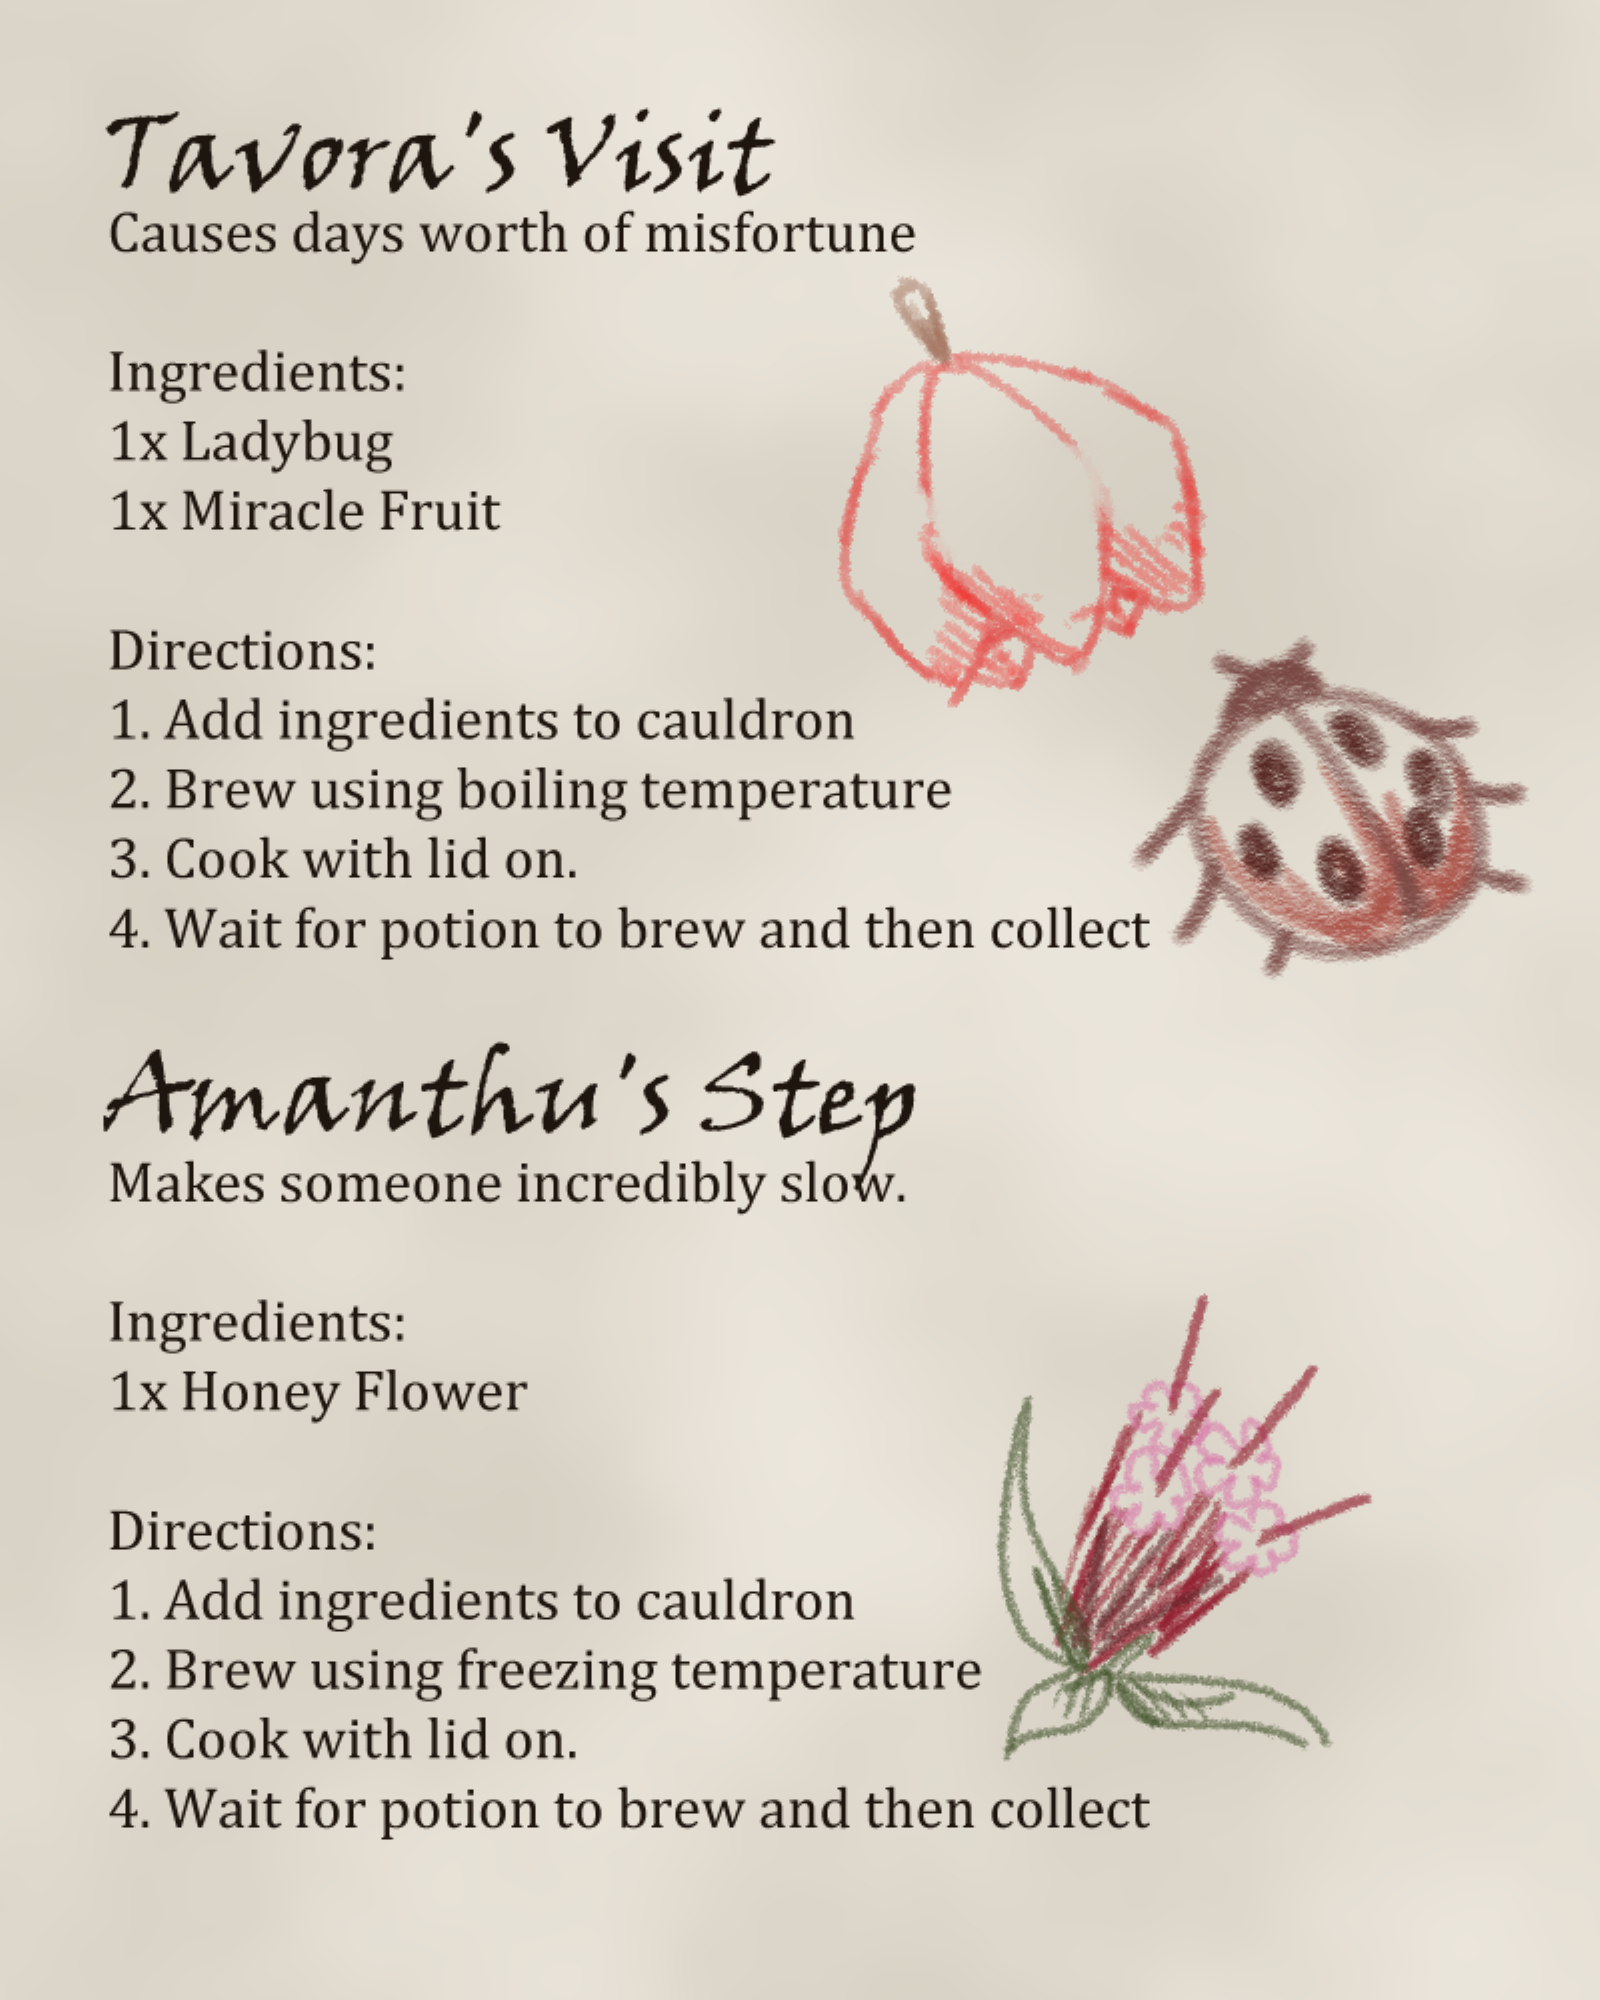 Tavora's Visit
Causes days worth of misfortune
Ingredients:
1x Ladybug
1x Miracle Fruit
Directions:
1. Add ingredients to cauldron
2. Brew using boiling temperature
3. Cook with lid on.
4. Wait for potion to brew and then collect
Amanthu's Step
Makes someone incredibly slow.
Ingredients:
1x Honey Flower
Directions:
1. Add ingredients to cauldron
2. Brew using freezing temperature
3. Cook with lid on.
4. Wait for potion to brew and then collect